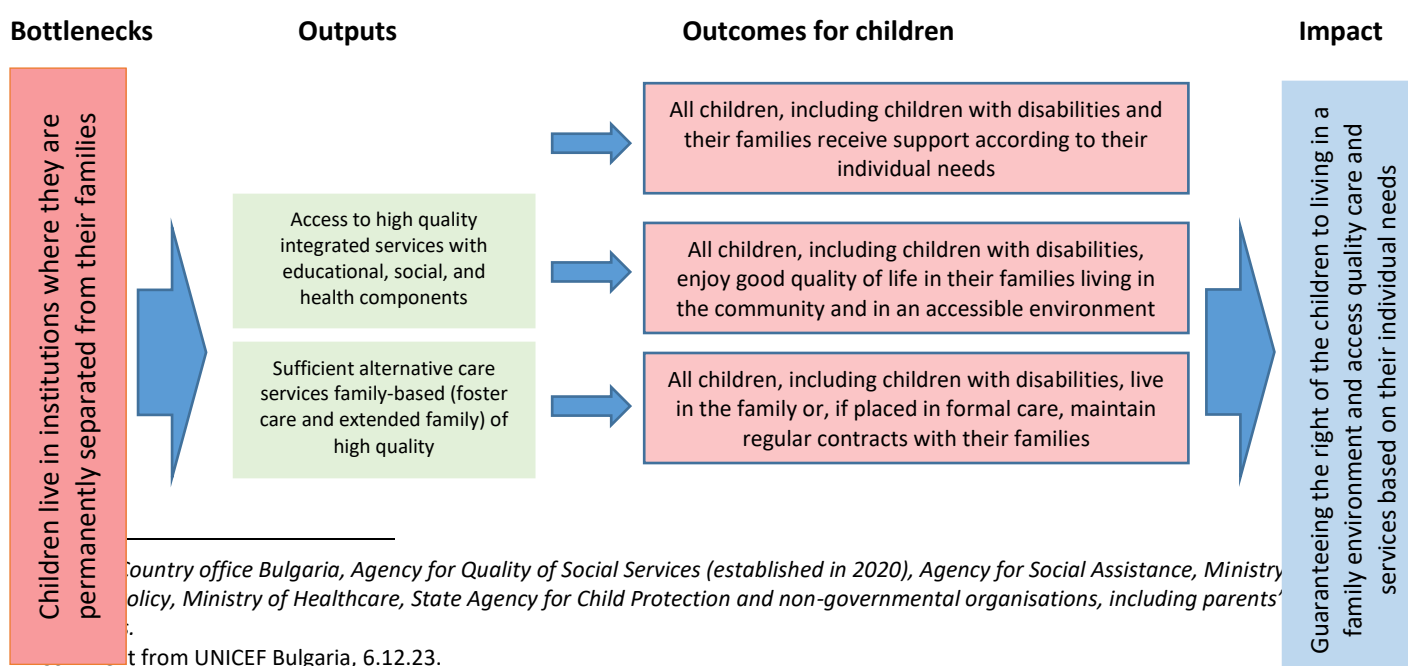 Bottlenecks
Outputs
Outcomes for children
Impact
Children live in institutions where they are
permanently separated from their families
Access to high quality
integrated services with
educational, social, and
health components
Sufficient alternative care
services family-based (foster
care and extended family) of
high quality
All children, including children with disabilities and
their families receive support according to their
individual needs
All children, including children with disabilities,
enjoy good quality of life in their families living in
the community and in an accessible environment
All children, including children with disabilities, live
in the family or, if placed in formal care, maintain
regular contracts with their families
Guaranteeing the right of the children to living in a
family environment and access quality care and
services based on their individual needs
Country office Bulgaria, Agency for Quality of Social Services (established in 2020), Agency for Social Assistance, Ministry
Ministry of Healthcare, State Agency for Child Protection and non-governmental organisations, including parents'
from UNICEF Bulgaria, 6.12.23.